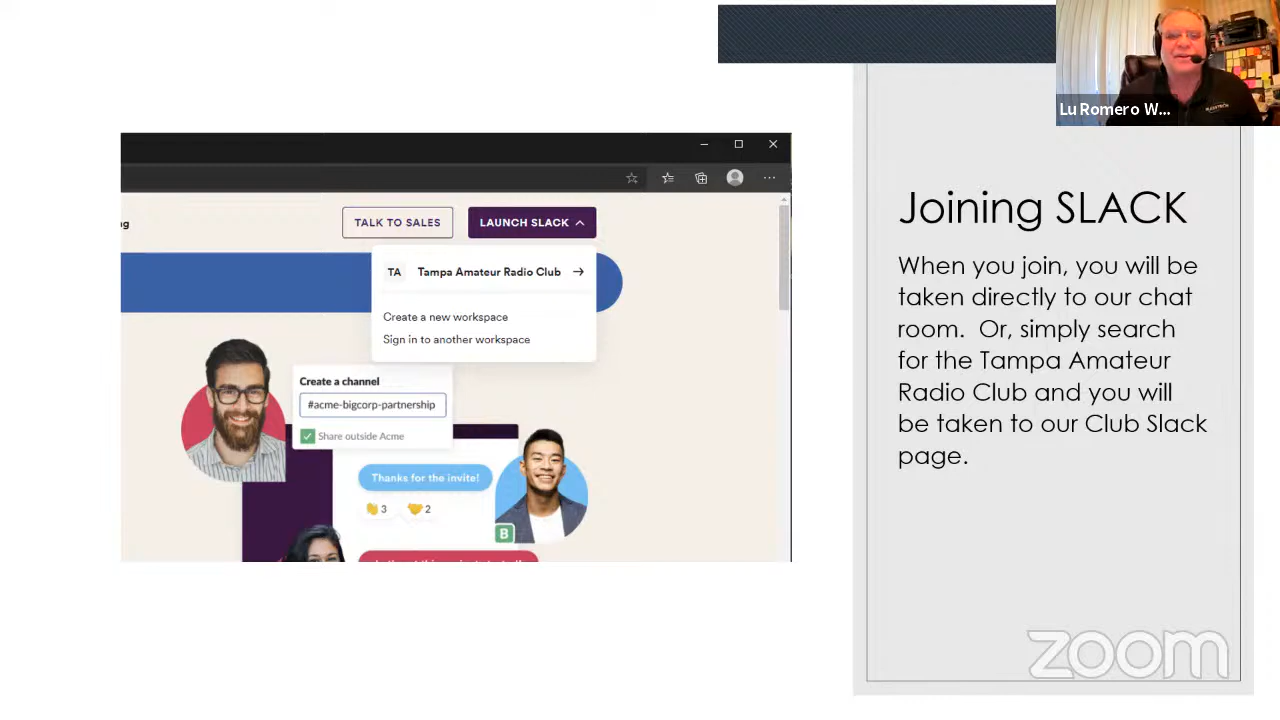 Lu Romero W...
ng
TALK TO SALES
LAUNCH SLACK
TA Tampa Amateur Radio Club
Create a new workspace
Sign in to another workspace
Create a channel
#acme-bigcorp-partnership
Share outside Acme
Thanks for the invite!
3 2
B
Joining SLACK
When you join, you will be
taken directly to our chat
room. Or, simply search
for the Tampa Amateur
Radio Club and you will
be taken to our Club Slack
page.
zoom